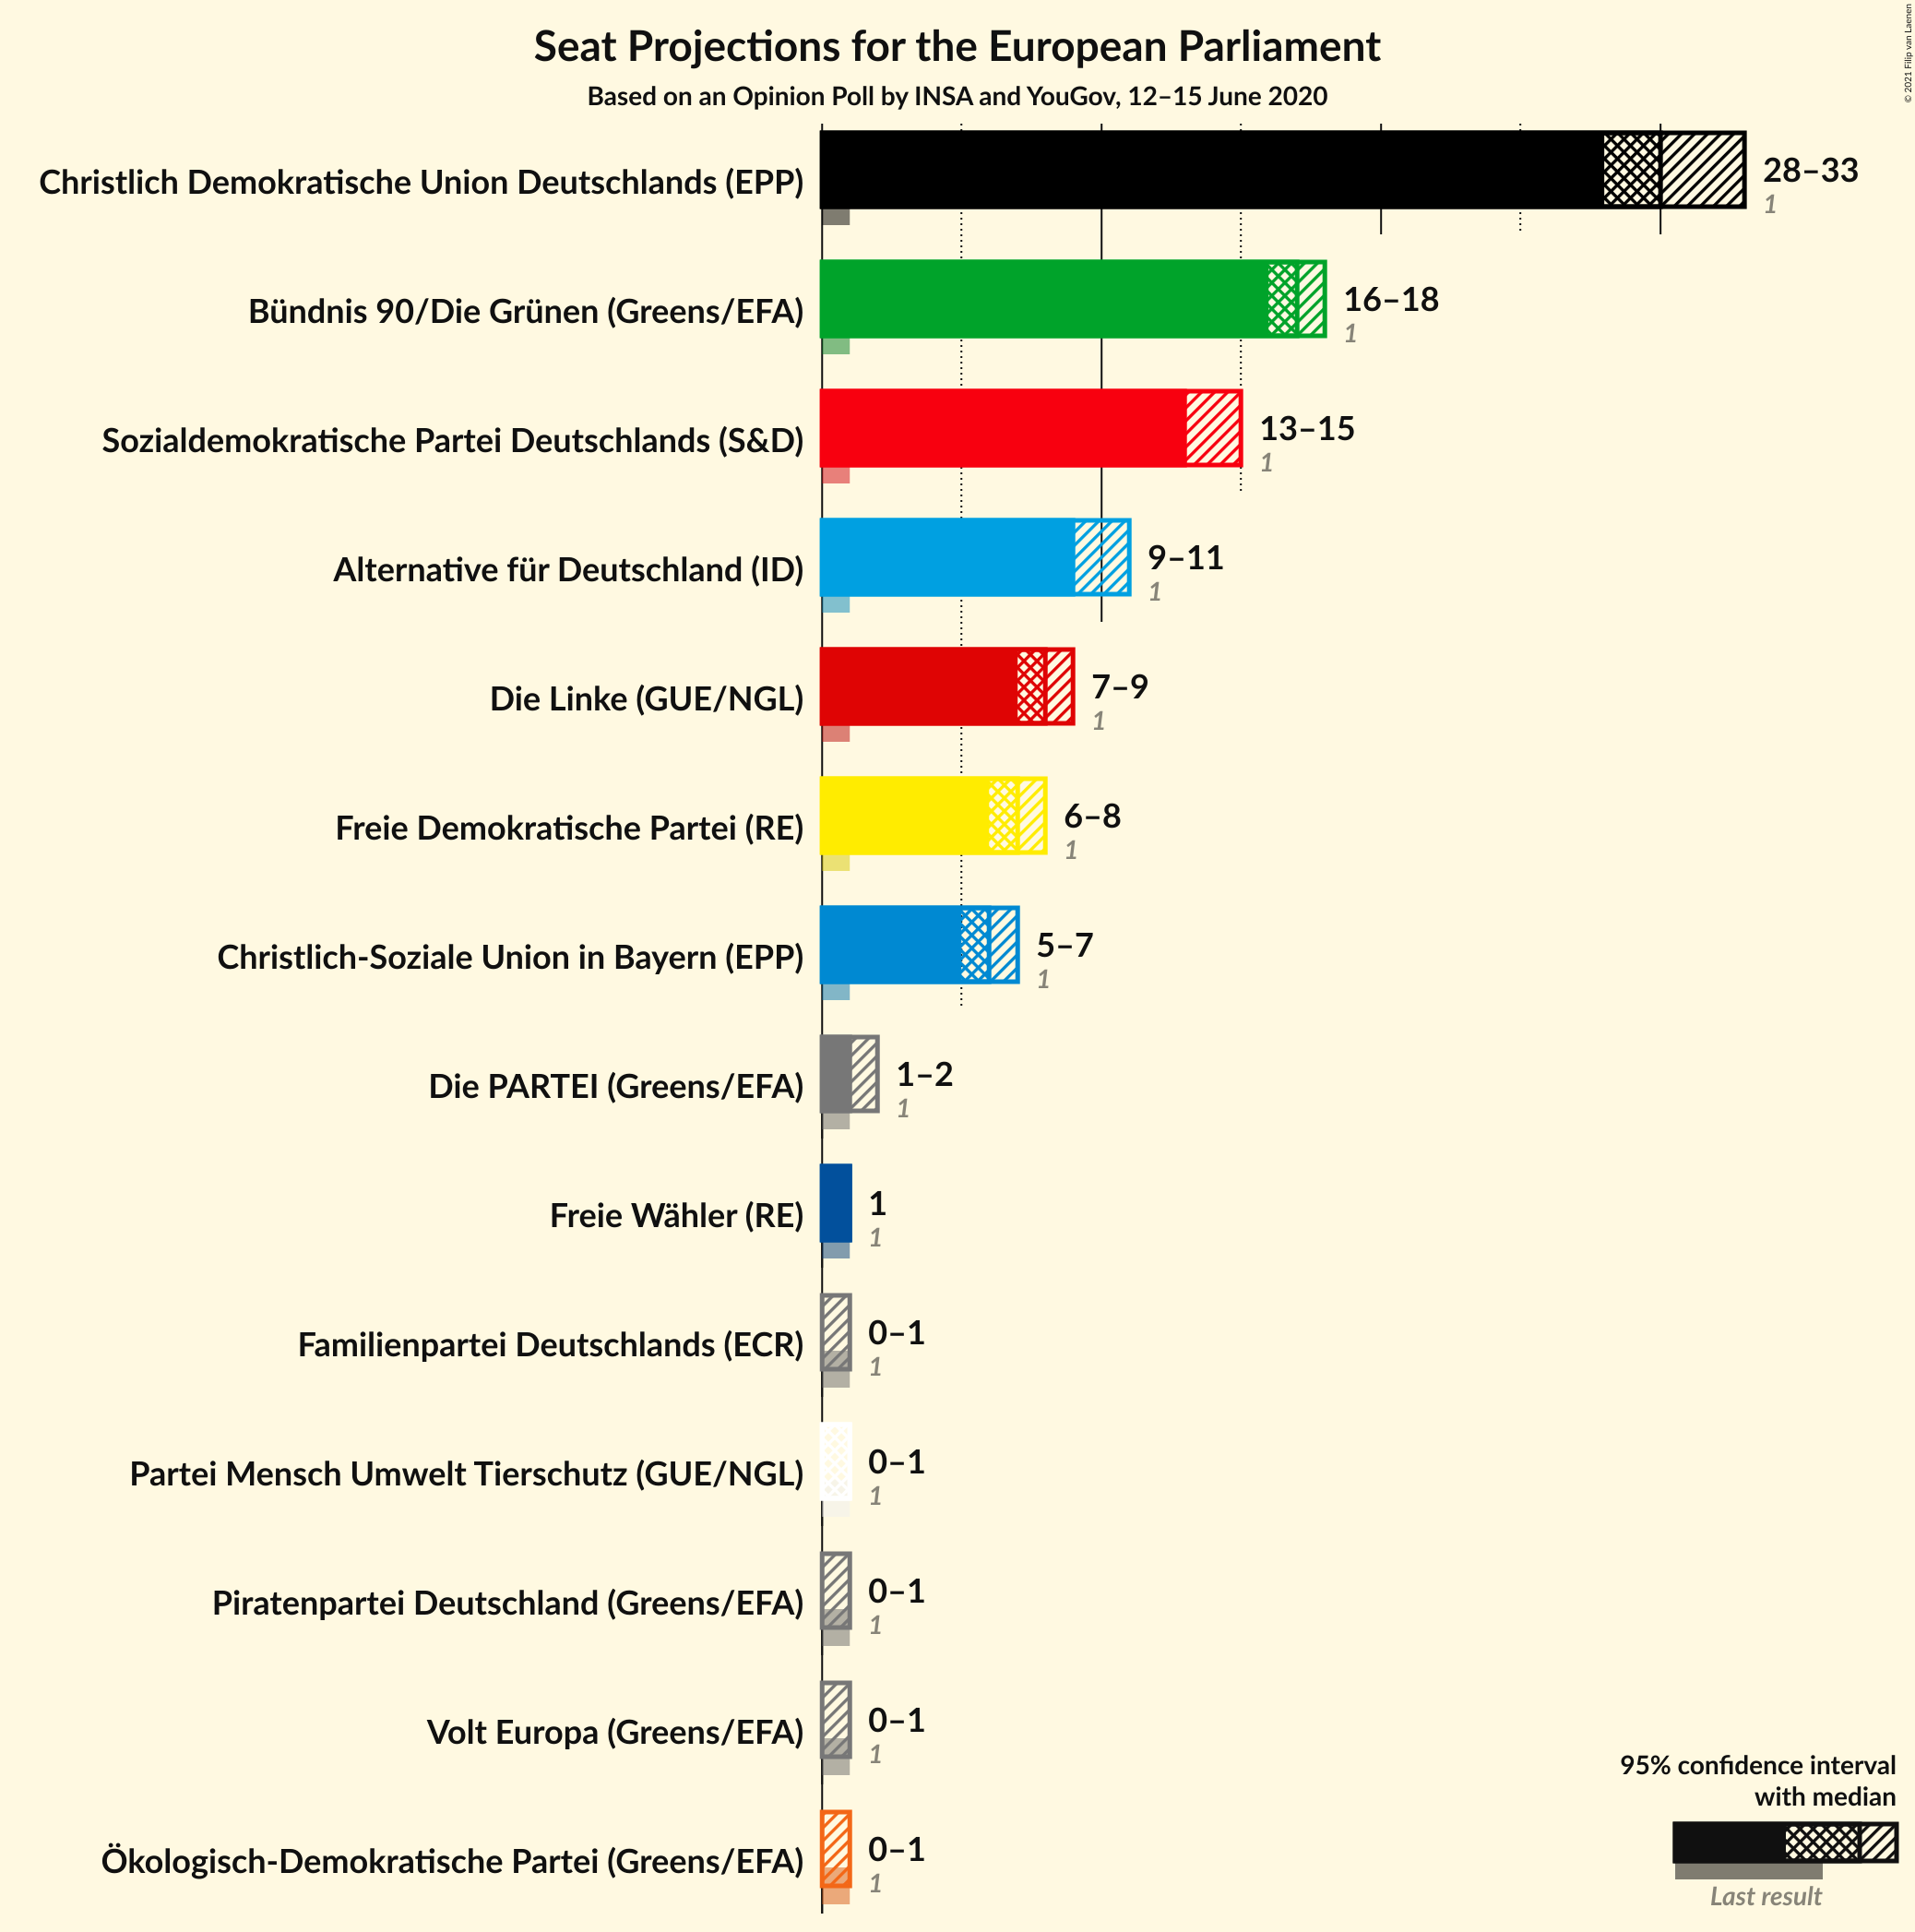 Seat Projections for the European Parliament
Based on an Opinion Poll by INSA and YouGov, 12–15 June 2020
© 2021 Filip van Laenen
Christlich Demokratische Union Deutschlands (EPP)
28–33
1
Bündnis 90/Die Grünen (Greens/EFA)
16–18
1
Sozialdemokratische Partei Deutschlands (S&D)
13–15
1
Alternative für Deutschland (ID)
9–11
1
Die Linke (GUE/NGL)
7–9
1
Freie Demokratische Partei (RE)
6–8
1
Christlich-Soziale Union in Bayern (EPP)
5–7
1
Die PARTEI (Greens/EFA)
1–2
1
Freie Wähler (RE)
1
1
Familienpartei Deutschlands (ECR)
0–1
1
Partei Mensch Umwelt Tierschutz (GUE/NGL)
0–1
1
Piratenpartei Deutschland (Greens/EFA)
0–1
1
Volt Europa (Greens/EFA)
0–1
1
Ökologisch-Demokratische Partei (Greens/EFA)
0–1
1
95% confidence interval
with median
Last result